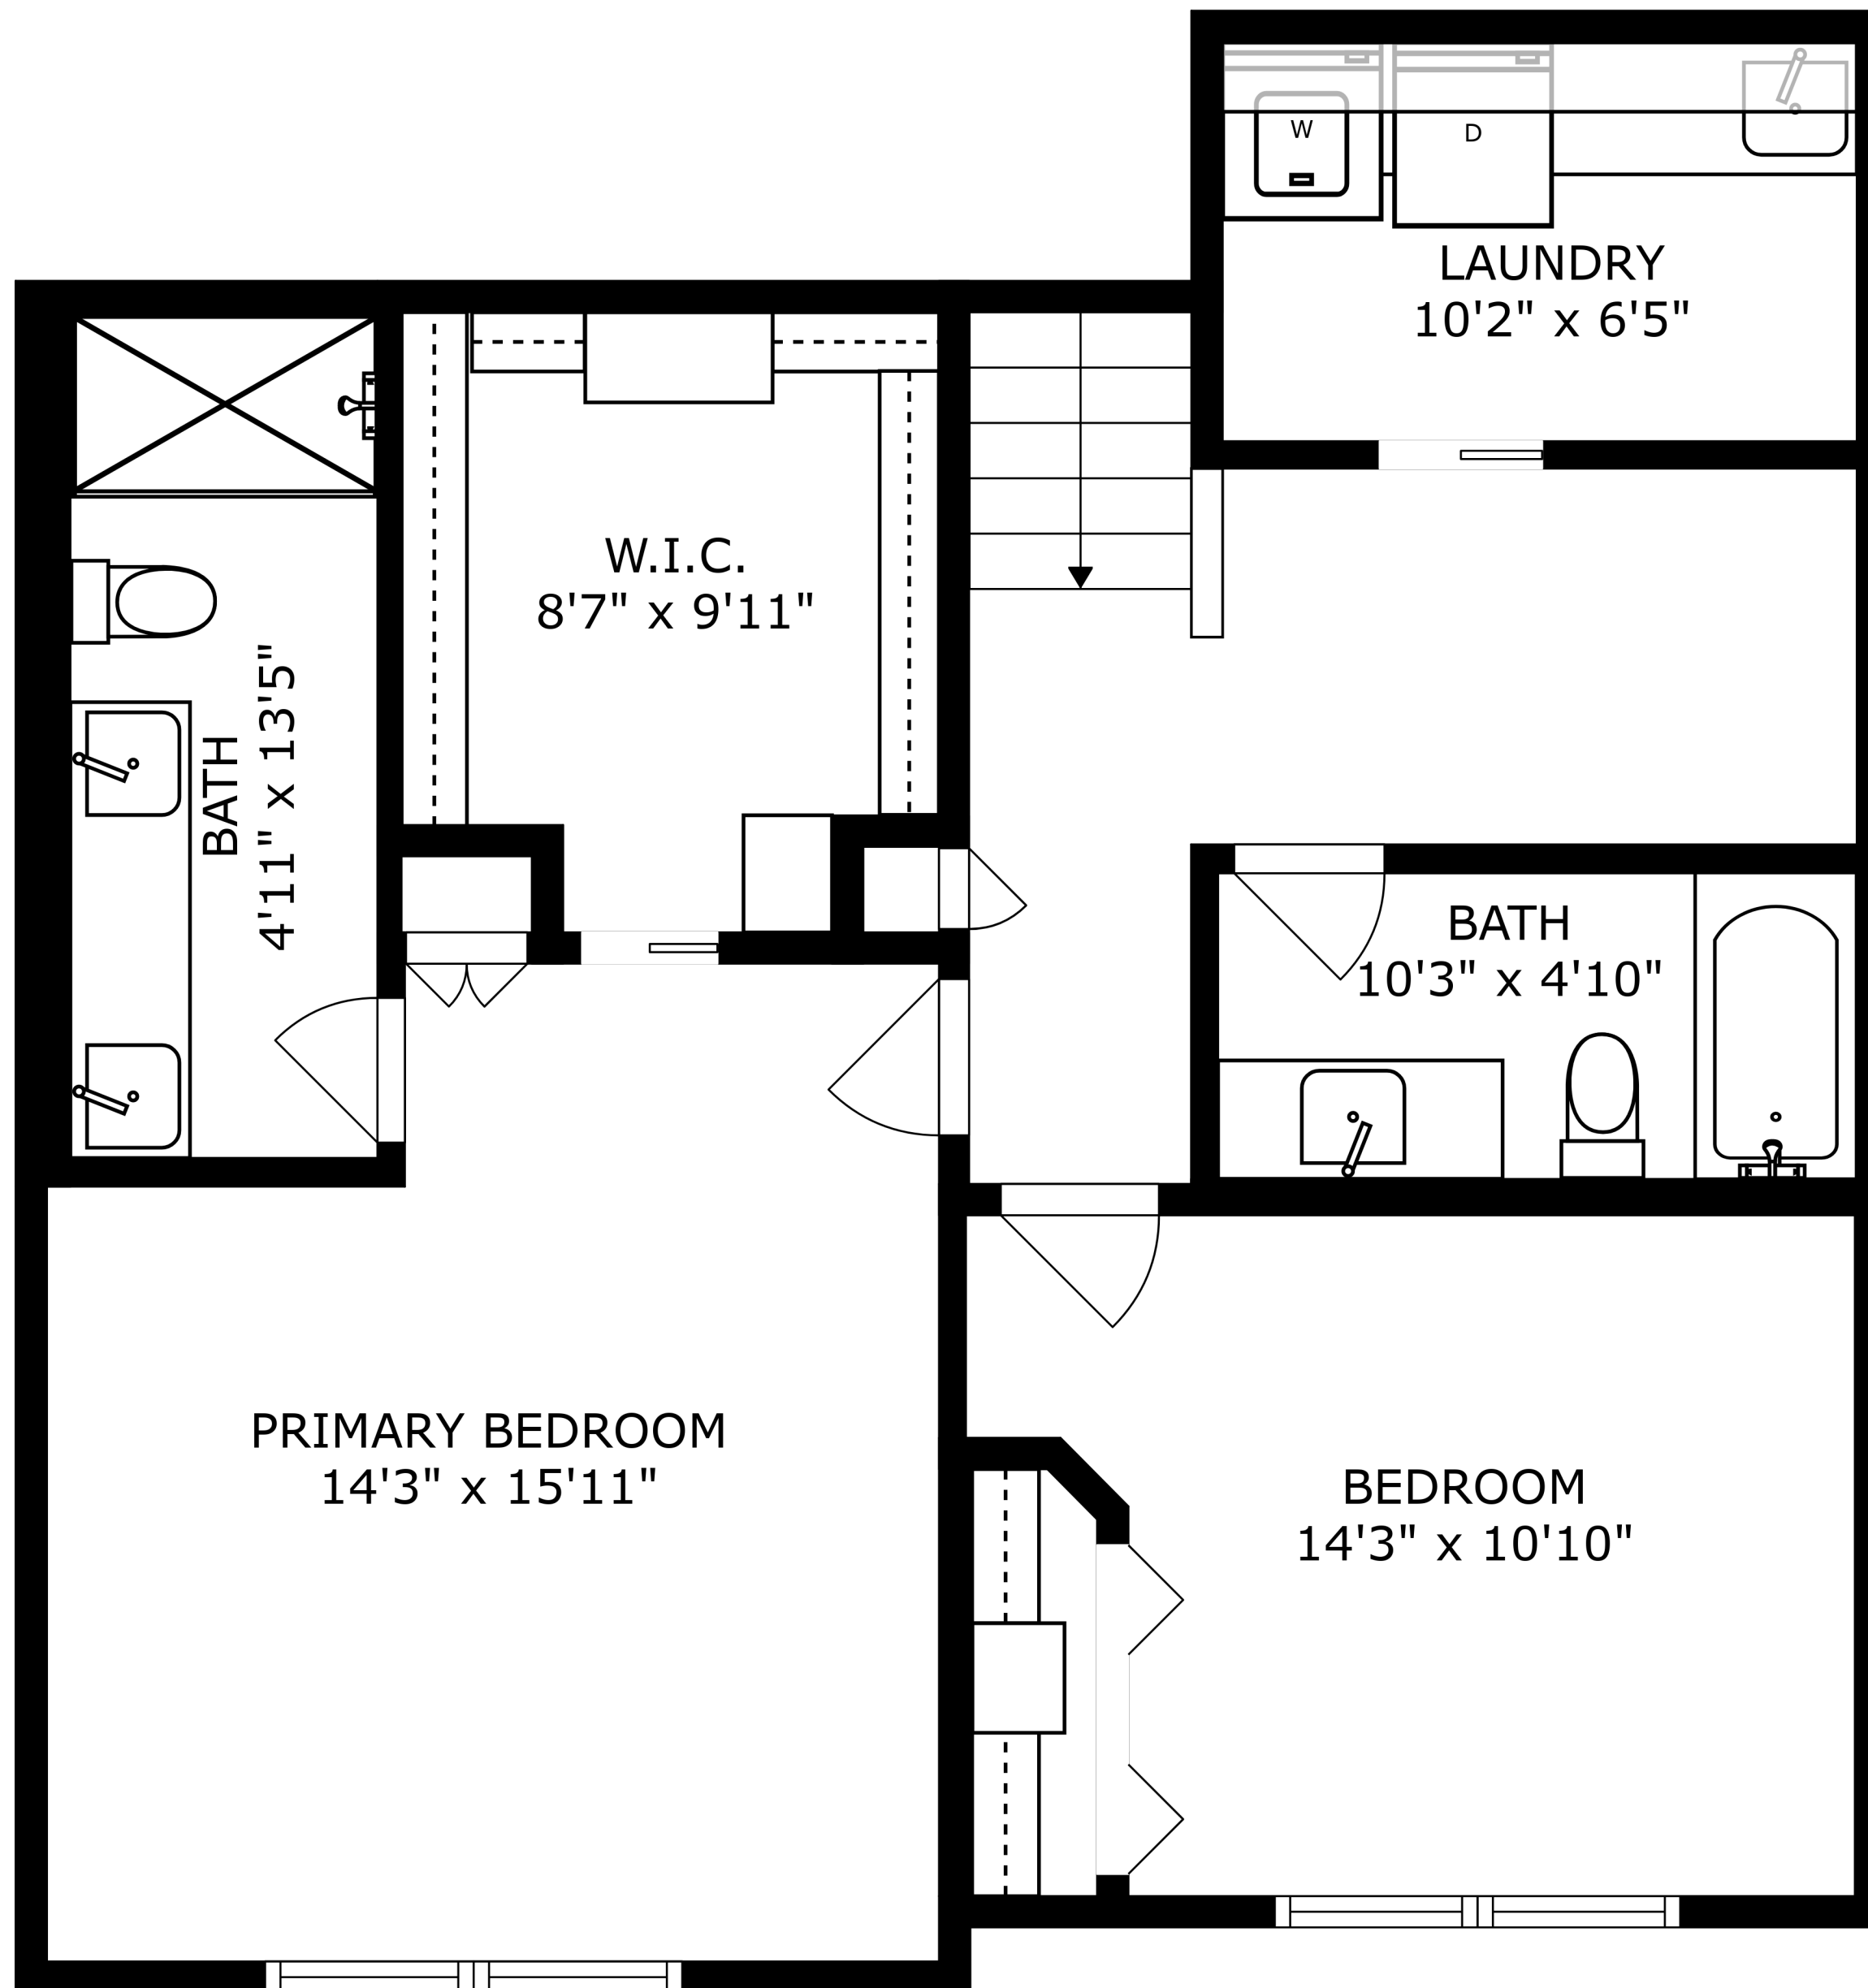 W
D
LAUNDRY
10'2" x 6'5"
W.I.C.
8'7" x 9'11"
BATH
4'11" x 13'5"
BATH
10'3" x 4'10"
PRIMARY BEDROOM
14'3" x 15'11"
BEDROOM
14'3" x 10'10"